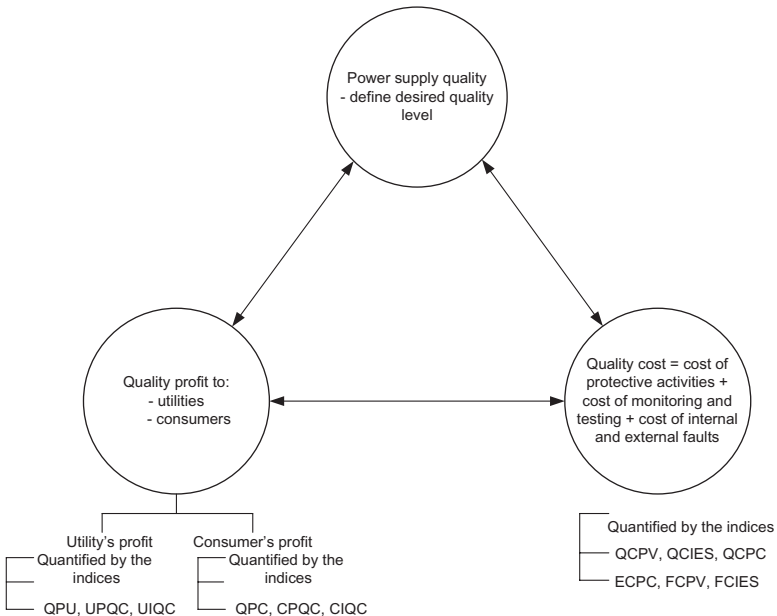 Power supply quality
- define desired quality
level
Quality profit to:
- utilities
- consumers
Quality cost = cost of
protective activities +
cost of monitoring and
testing + cost of internal
and external faults
Utility's profit
Quantified by the
indices
QPU, UPQC, UIQC
Consumer's profit
Quantified by the
indices
QPC, CPQC, CIQC
Quantified by the indices
QCPV, QCIES, QCPC
ECPC, FCPV, FCIES